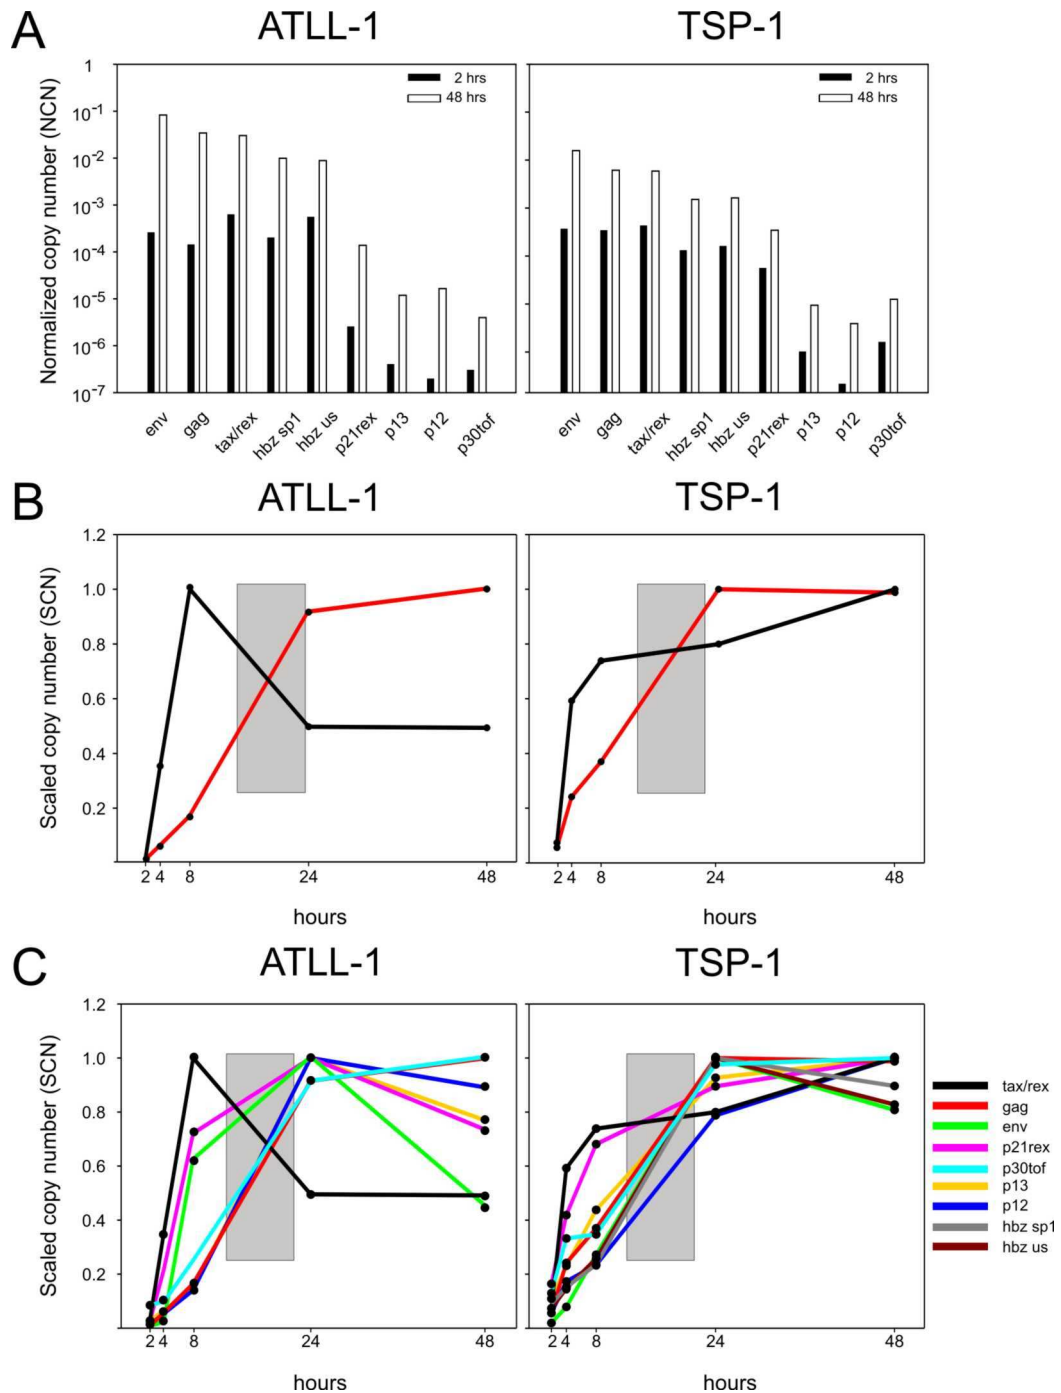 A
ATLL-1
TSP-1
Normalized copy number (NCN)
1
10-1
10-2
10-3
10-4
10-5
10-6
10-7
2 hrs
48 hrs
2 hrs
48 hrs
env
gag
tax/rex
hbz sp1
hbz us
p21rex
p13
p12
p30tof
env
gag
tax/rex
hbz sp1
hbz us
p21rex
p13
p12
p30tof
B
ATLL-1
TSP-1
Scaled copy number (SCN)
1.2
1.0
0.8
0.6
0.4
0.2
2 4 8 24 48
2 4 8 24 48
hours
hours
C
ATLL-1
TSP-1
Scaled copy number (SCN)
1.2
1.0
0.8
0.6
0.4
0.2
2 4 8 24 48
2 4 8 24 48
hours
hours
tax/rex
gag
env
p21rex
p30tof
p13
p12
hbz sp1
hbz us